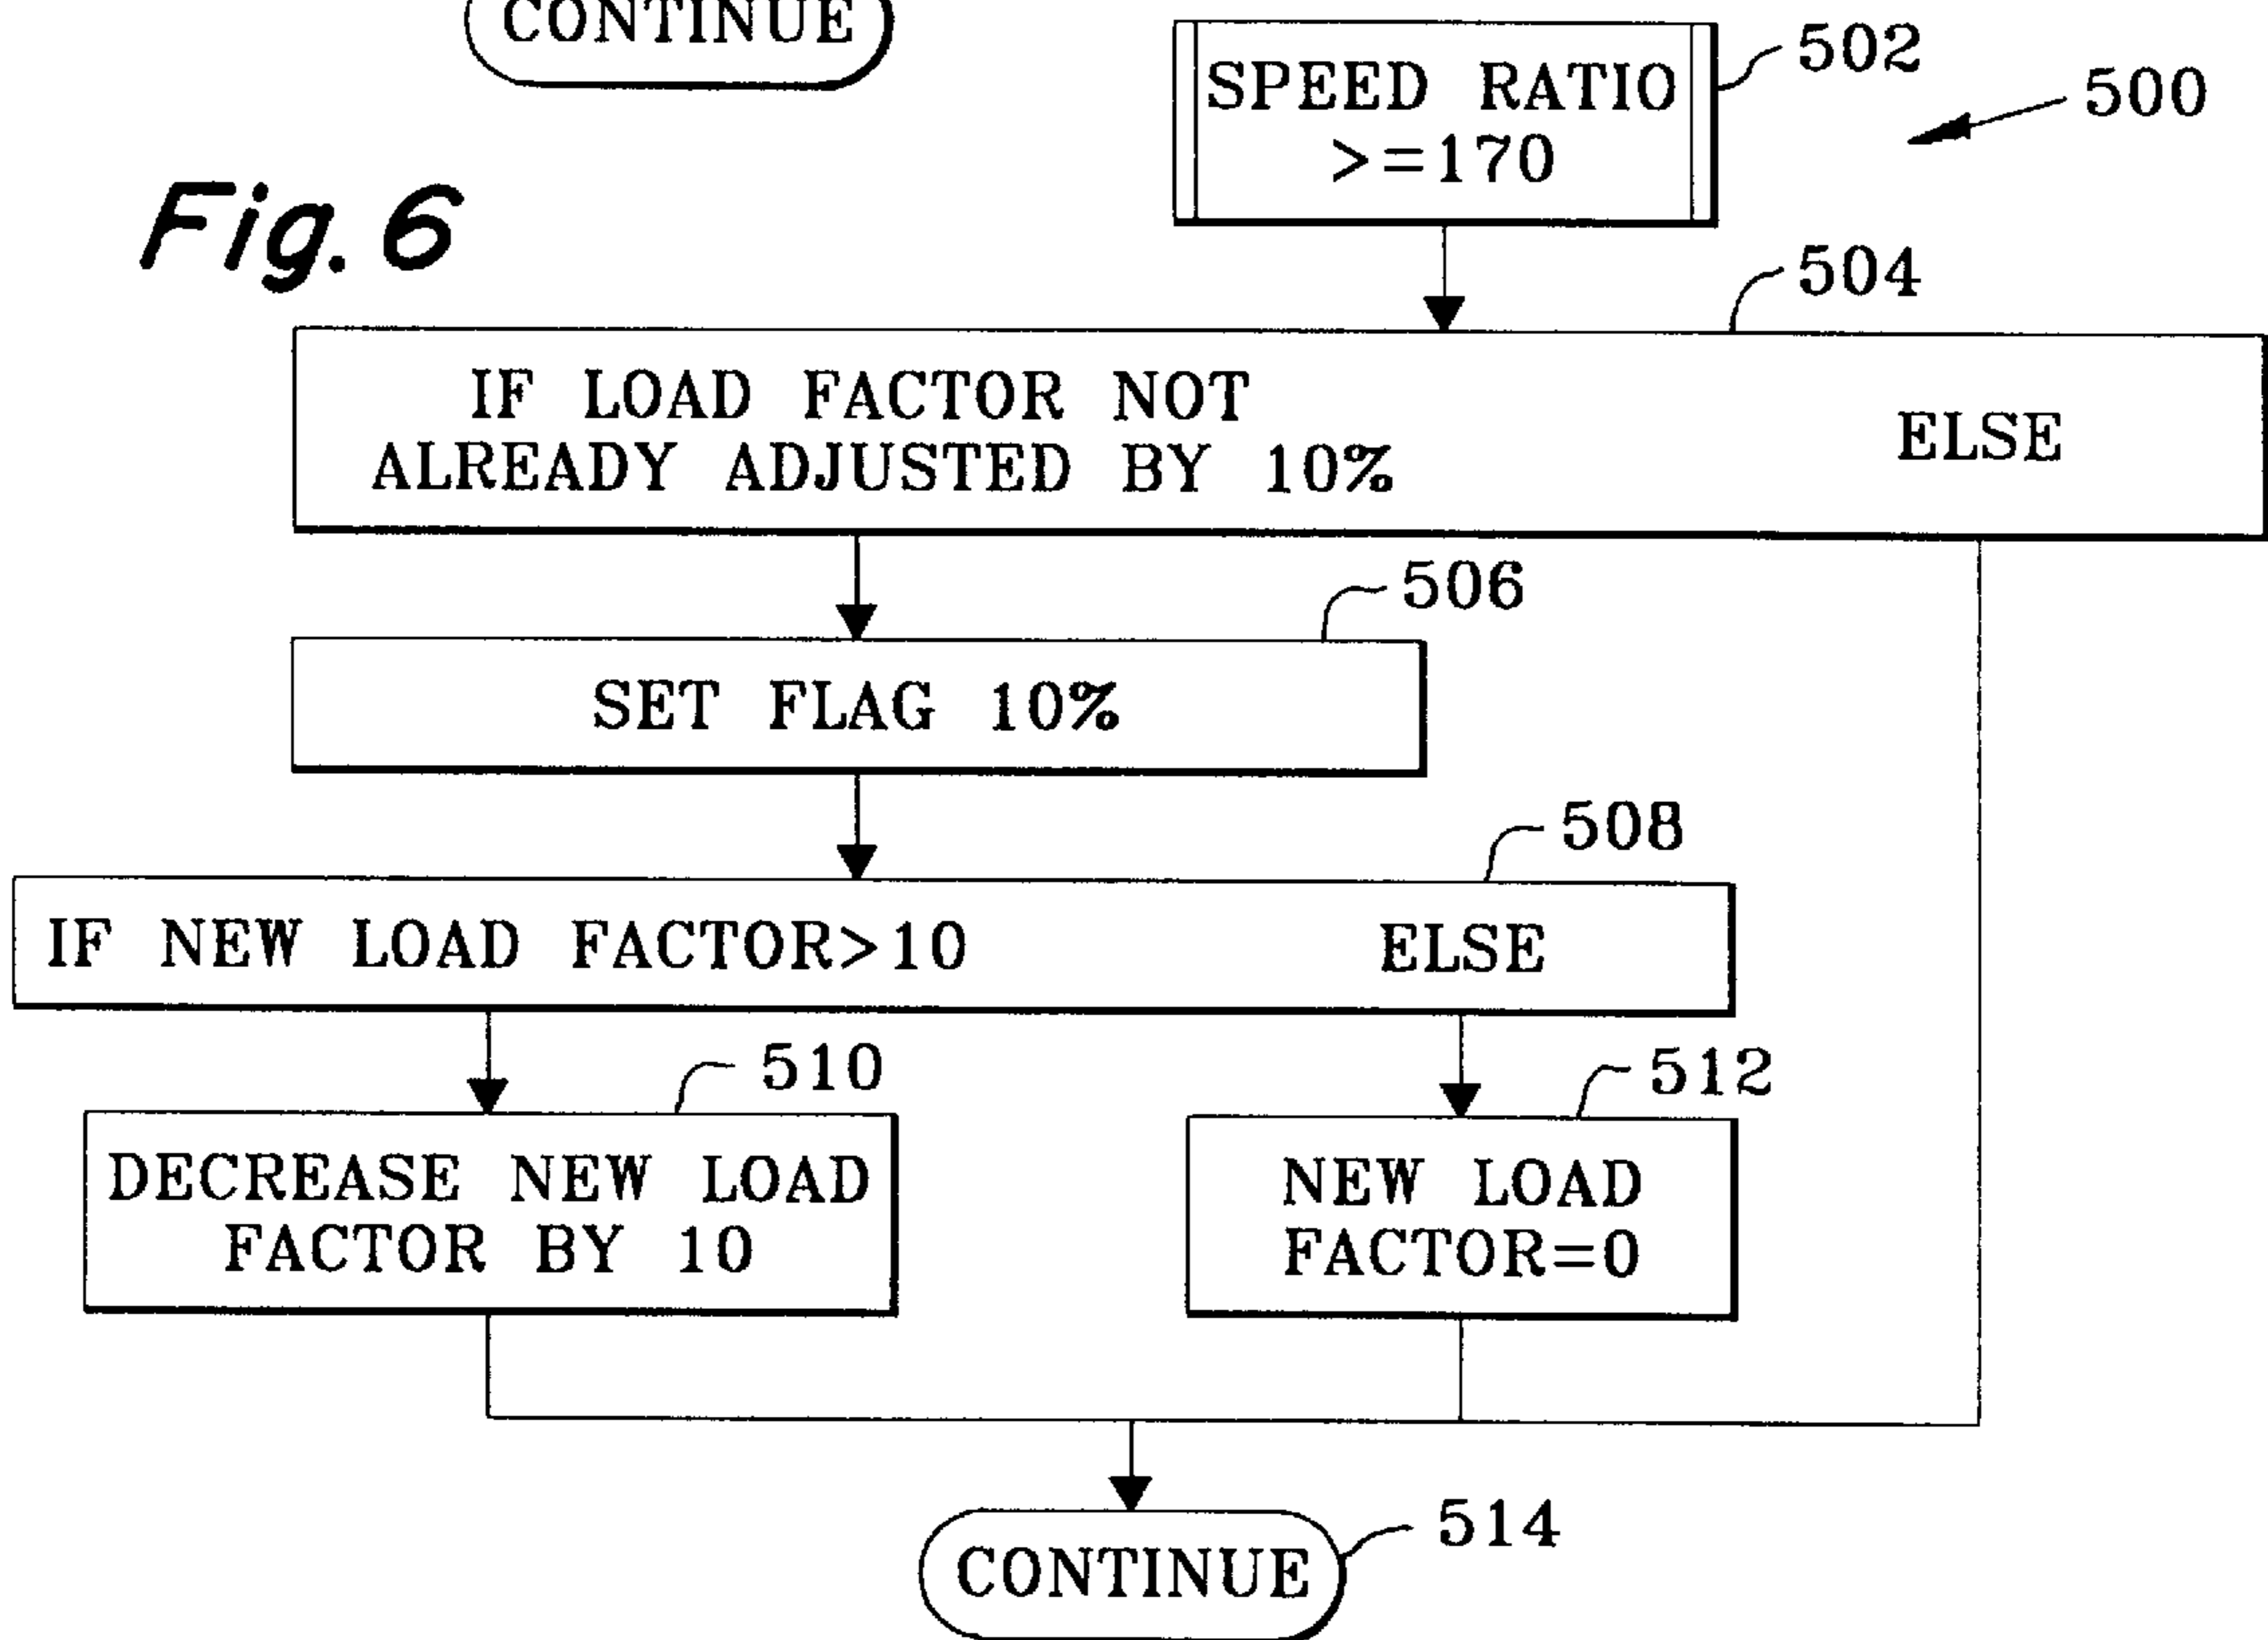 CONTINUE
502
SPEED RATIO
>=170
500
Fig. 6
504
IF LOAD FACTOR NOT
ALREADY ADJUSTED BY 10%
ELSE
506
SET FLAG 10%
508
IF NEW LOAD FACTOR>10
ELSE
510
512
DECREASE NEW LOAD
FACTOR BY 10
NEW LOAD
FACTOR=0
514
CONTINUE